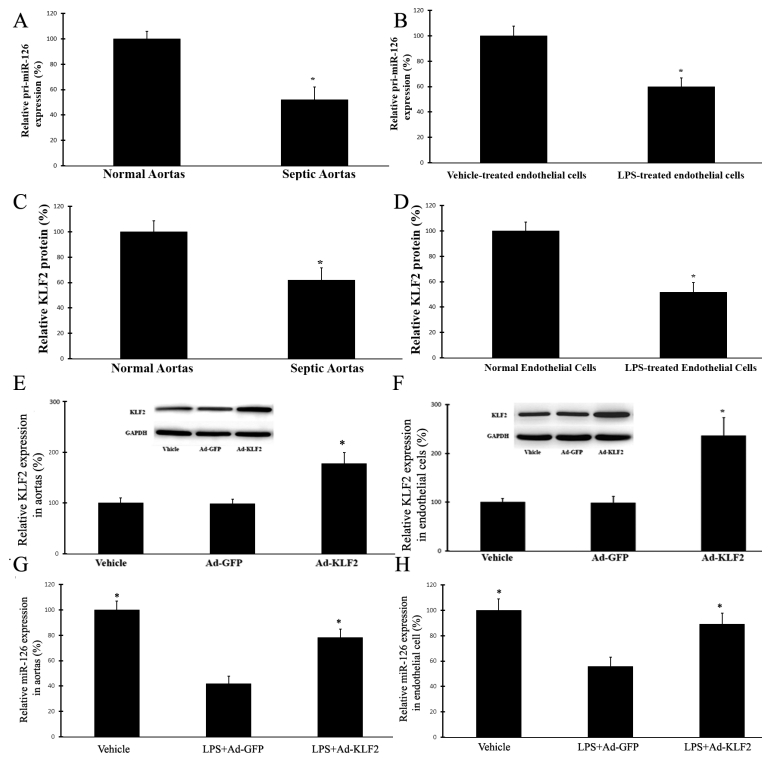 A
Relative pri-miR-126
expression (%)
120
100
80
60
40
20
0
*
Normal Aortas
Septic Aortas
B
Relative pri-miR-126
expression (%)
120
100
80
60
40
20
0
*
Vehicle-treated endothelial cells
LPS-treated endothelial cells
C
Relative KLF2 protein (%)
120
100
80
60
40
20
0
*
Normal Aortas
Septic Aortas
D
Relative KLF2 protein (%)
120
100
80
60
40
20
0
*
Normal Endothelial Cells
LPS-treated Endothelial Cells
E
Relative KLF2 expression
in aortas (%)
300
200
100
0
KLF2
GAPDH
Vhicle
Ad-GFP
Ad-KLF2
*
Vehicle
Ad-GFP
Ad-KLF2
F
Relative KLF2 expression
in endothelial cels (%)
300
200
100
0
KLF2
GAPDH
Vhicle
Ad-GFP
Ad-KLF2
*
Vehicle
Ad-GFP
Ad-KLF2
G
Relative miR-126 expression
in aortas (%)
120
100
80
60
40
20
0
*
*
Vehicle
LPS+Ad-GFP
LPS+Ad-KLF2
H
Relative miR-126 expression
in endothelial cell (%)
120
100
80
60
40
20
0
*
*
Vehicle
LPS+Ad-GFP
LPS+Ad-KLF2